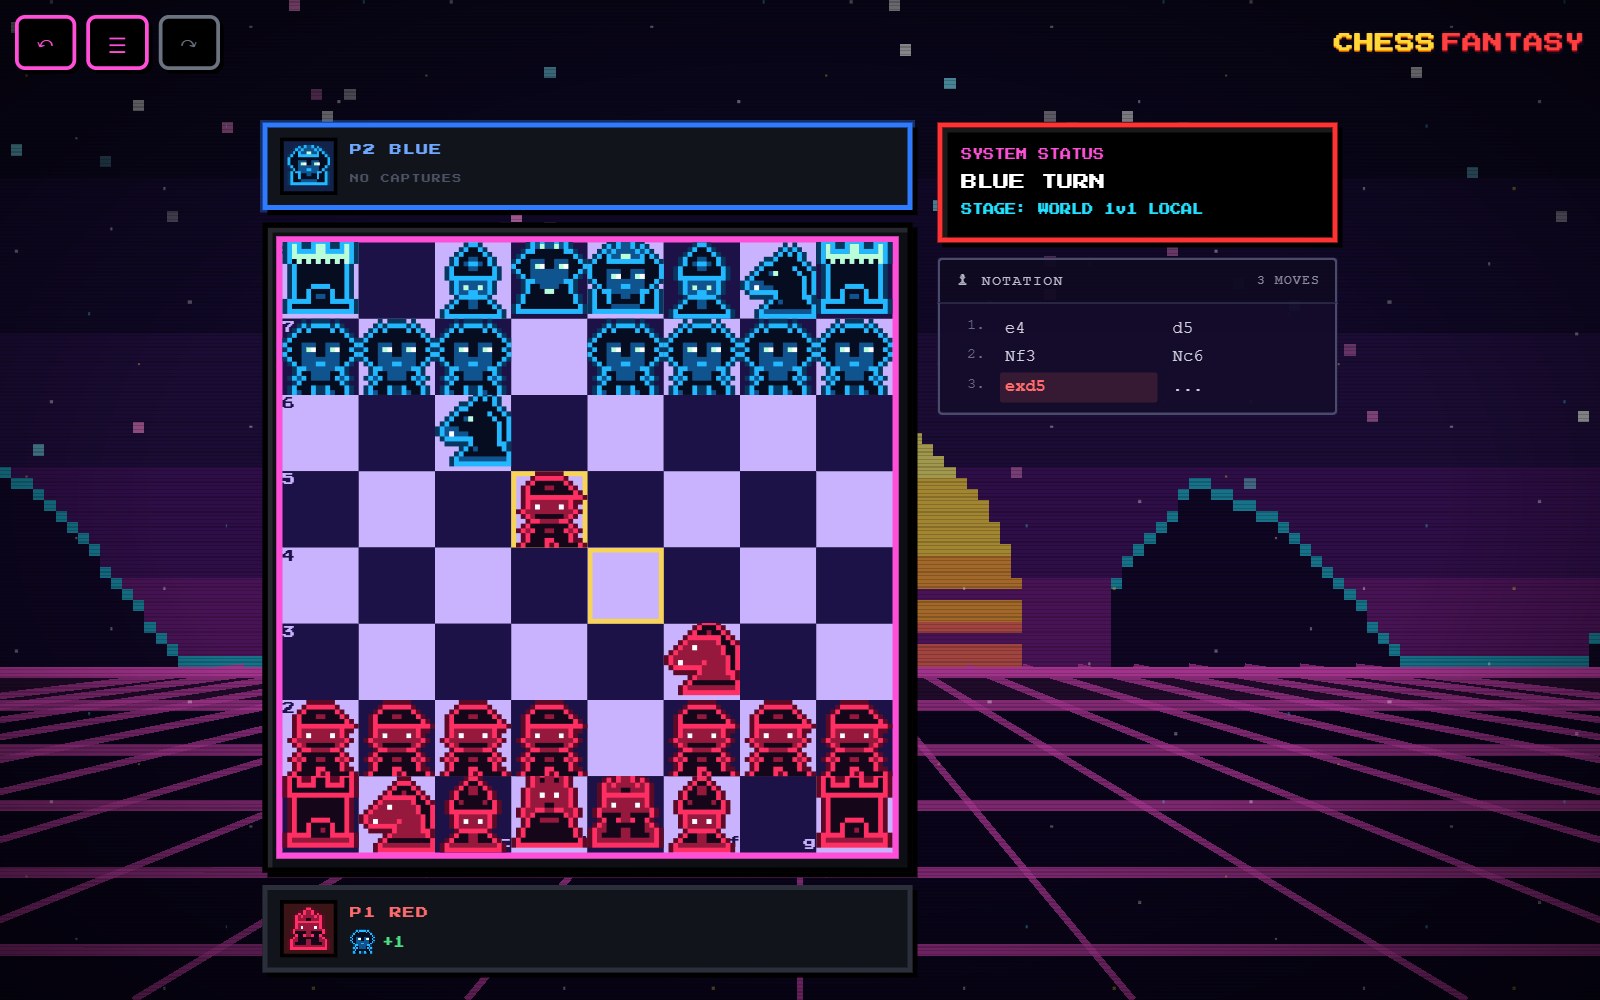 CHESS FANTASY
P2 BLUE
NO CAPTURES
SYSTEM STATUS
BLUE TURN
STAGE: WORLD 1v1 LOCAL
NOTATION 3 MOVES
1. e4 d5
2. Nf3 Nc6
3. exd5 ...
7
6
5
4
3
2
f g
P1 RED
+1